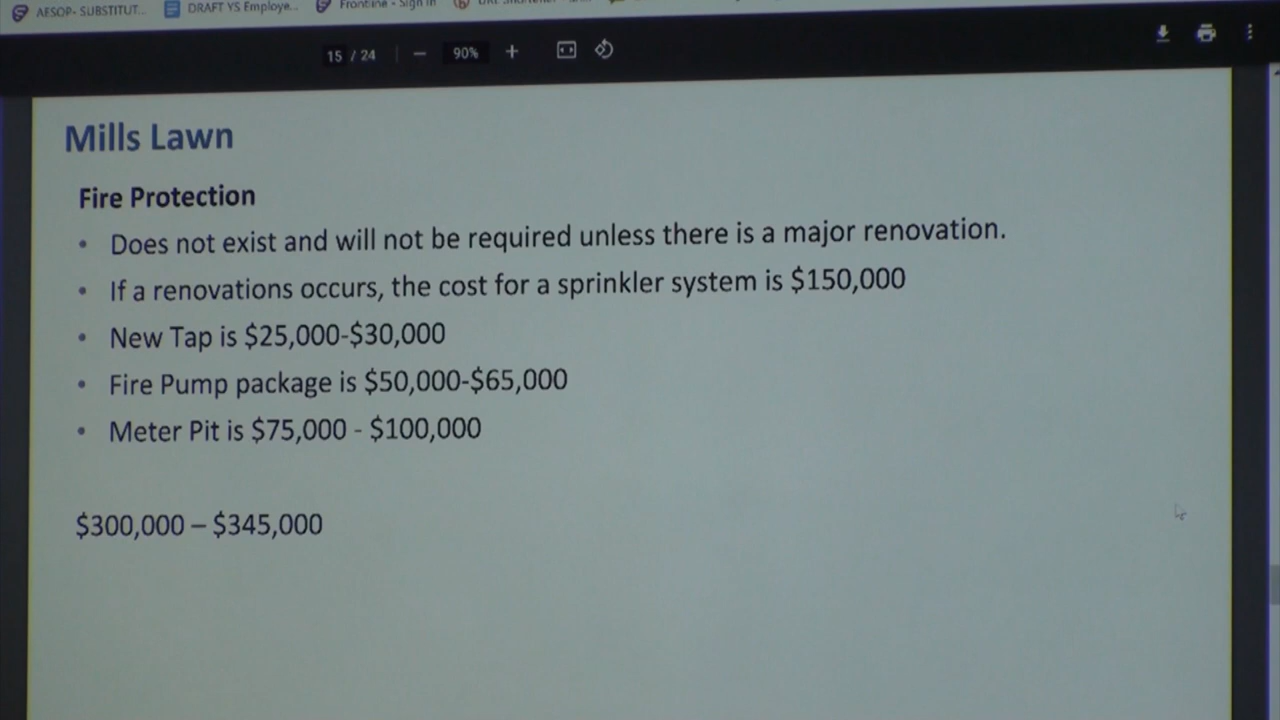 AESOP- SUBSTITUT...
DRAFT YS Employe...
Frontline - Sign In
15 / 24
90%
Mills Lawn
Fire Protection
• Does not exist and will not be required unless there is a major renovation.
• If a renovations occurs, the cost for a sprinkler system is $150,000
• New Tap is $25,000-$30,000
• Fire Pump package is $50,000-$65,000
• Meter Pit is $75,000 - $100,000
$300,000 – $345,000